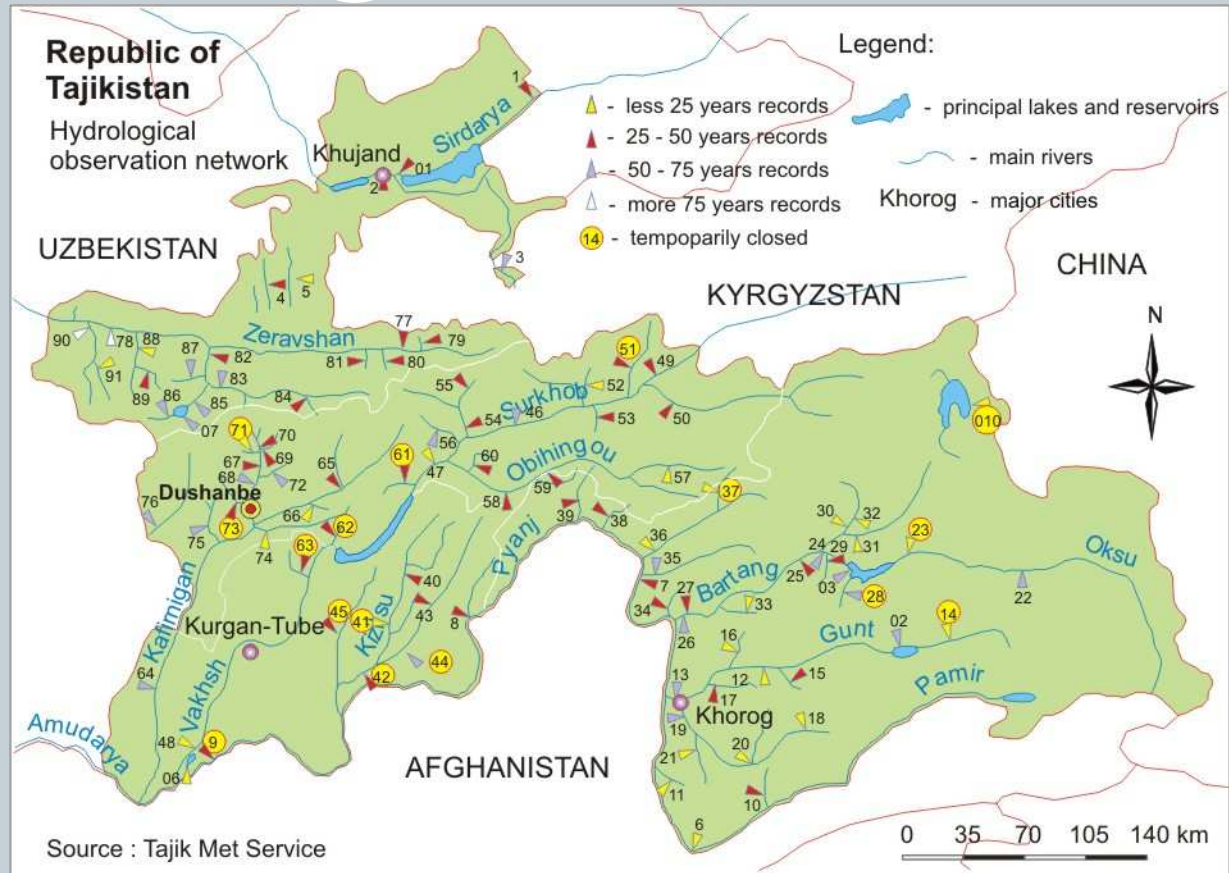 Republic of
Tajikistan
Hydrological
observation network
Legend:
- less 25 years records
- 25 - 50 years records
- 50 - 75 years records
- more 75 years records
14 - tempoparily closed
- principal lakes and reservoirs
- main rivers
Khorog - major cities
1
Sirdarya
Khujand
01
2
3
UZBEKISTAN
KYRGYZSTAN
CHINA
N
4
5
Zeravshan
77
79
90
78
88
87
82
81
80
91
83
89
86
85
84
07
55
51
49
52
Surkhob
46
54
53
50
010
71
70
67
69
68
72
65
61
56
47
60
Obihingou
57
37
Dushanbe
76
73
75
66
74
62
63
58
59
39
38
Pyanj
36
35
30
32
23
24
29
31
25
03
28
Oksu
22
Bartang
7
34
27
26
33
40
43
8
45
41
Kizilsu
44
42
Kurgan-Tube
Kafirnigan
Vakhsh
64
48
9
06
Amudarya
AFGHANISTAN
16
Gunt
02
14
13
12
15
17
Pamir
Khorog
19
18
20
21
11
10
6
0 35 70 105 140 km
Source : Tajik Met Service